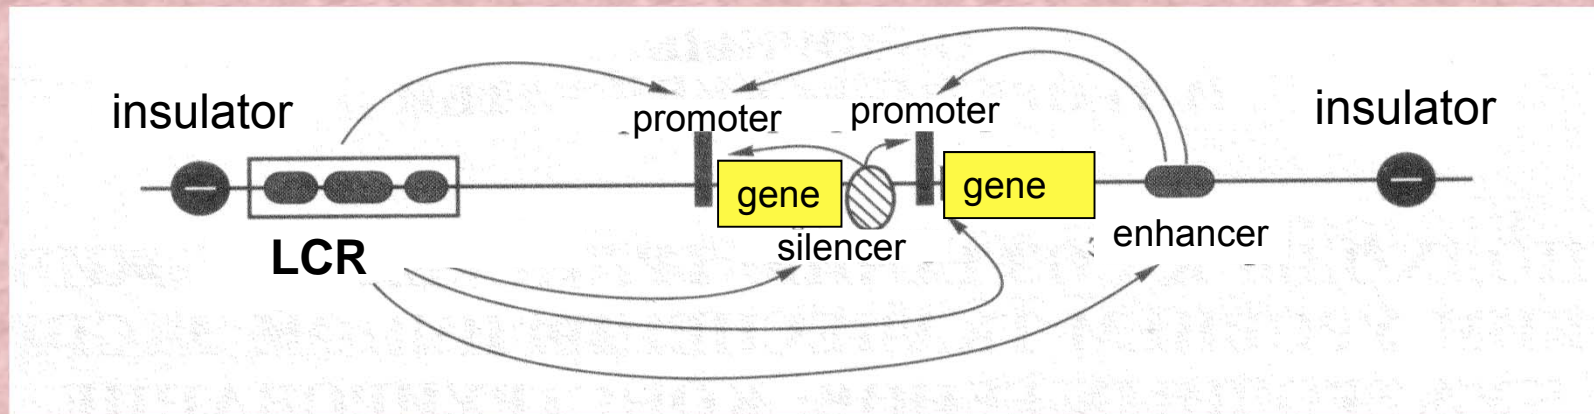 insulator
promoter
promoter
insulator
gene
gene
LCR
silencer
enhancer